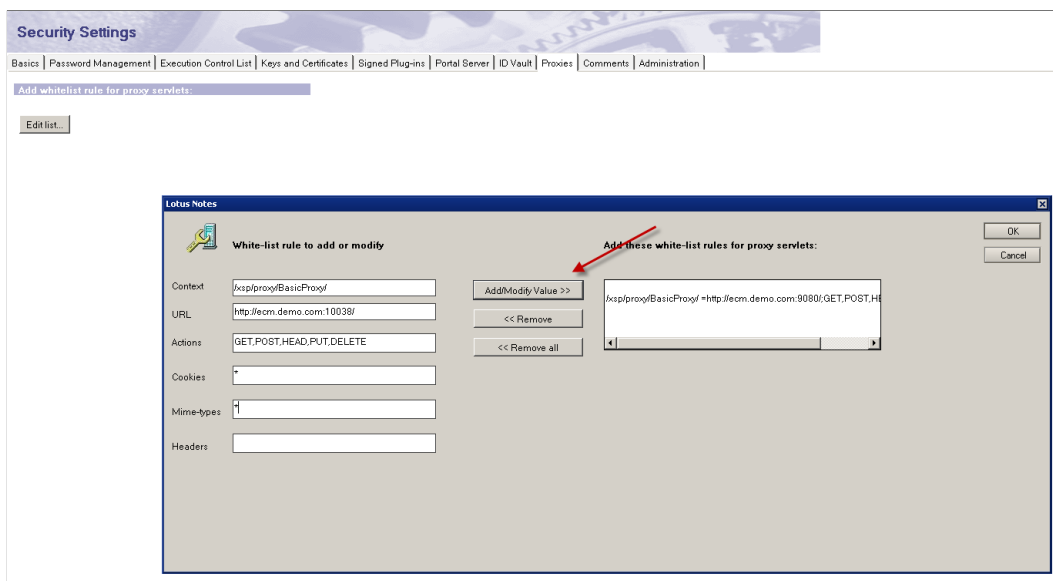 Security Settings
Basics | Password Management | Execution Control List | Keys and Certificates | Signed Plug-ins | Portal Server | ID Vault | Proxies | Comments | Administration |
Add whitelist rule for proxy servlets:
Edit list...
Lotus Notes
White-list rule to add or modify
Add these white-list rules for proxy servlets:
OK
Cancel
Context
/xsp/proxy/BasicProxy/
Add/Modify Value >>
/xsp/proxy/BasicProxy/ =http://ecm.demo.com:9080/;GET,POST,HE
URL
http://ecm.demo.com:10038/
<< Remove
Actions
GET,POST,HEAD,PUT,DELETE
<< Remove all
Cookies
*
Mime-types
*
Headers